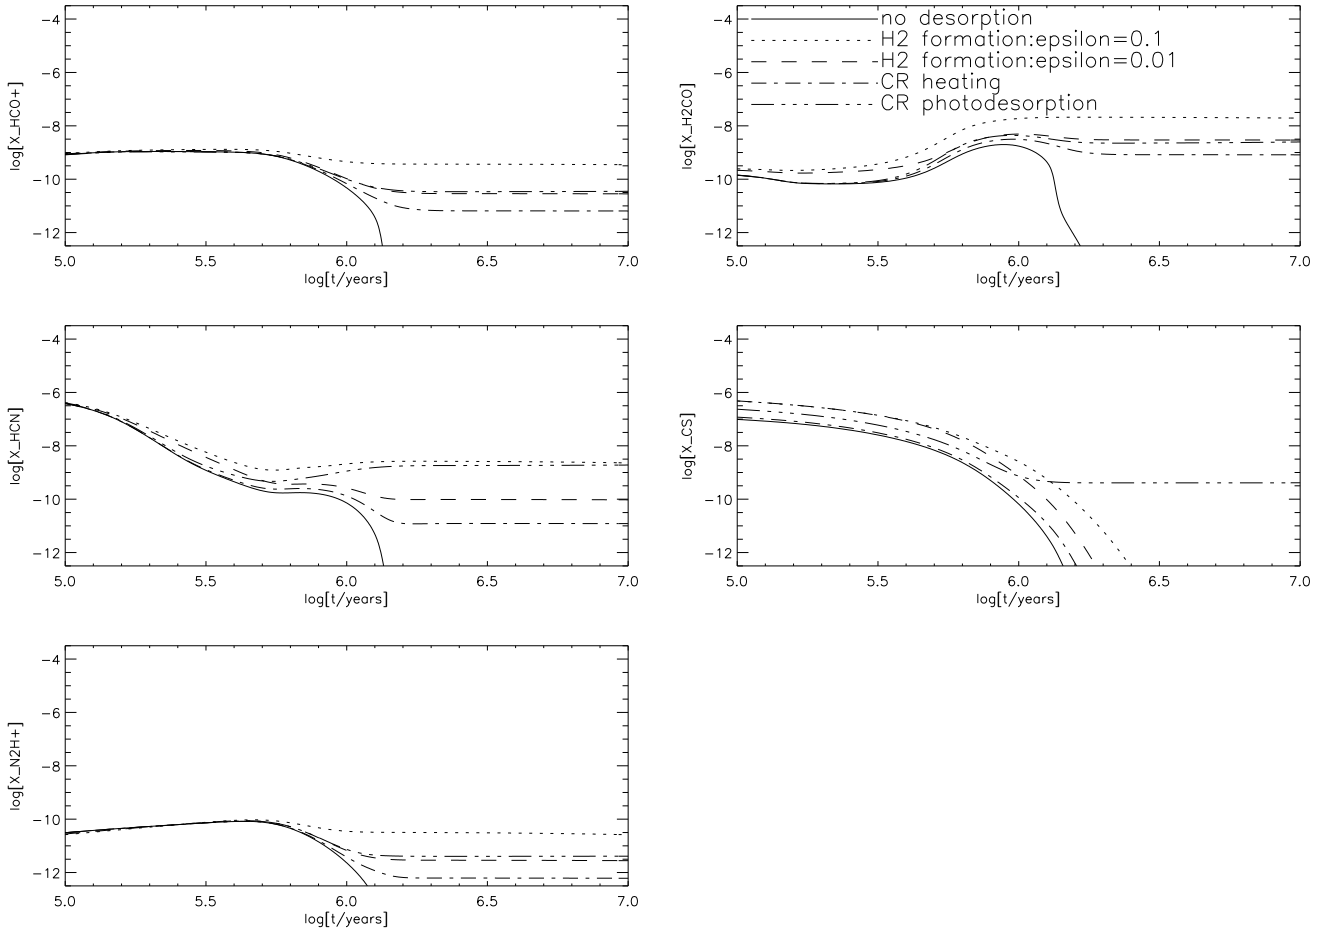 log[X_HCO+]
-4
-6
-8
-10
-12
5.0 5.5 6.0 6.5 7.0
log[t/years]
log[X_H2CO]
-4
-6
-8
-10
-12
no desorption
H2 formation:epsilon=0.1
H2 formation:epsilon=0.01
CR heating
CR photodesorption
5.0 5.5 6.0 6.5 7.0
log[t/years]
log[X_HCN]
-4
-6
-8
-10
-12
5.0 5.5 6.0 6.5 7.0
log[t/years]
log[X_CS]
-4
-6
-8
-10
-12
5.0 5.5 6.0 6.5 7.0
log[t/years]
log[X_N2H+]
-4
-6
-8
-10
-12
5.0 5.5 6.0 6.5 7.0
log[t/years]